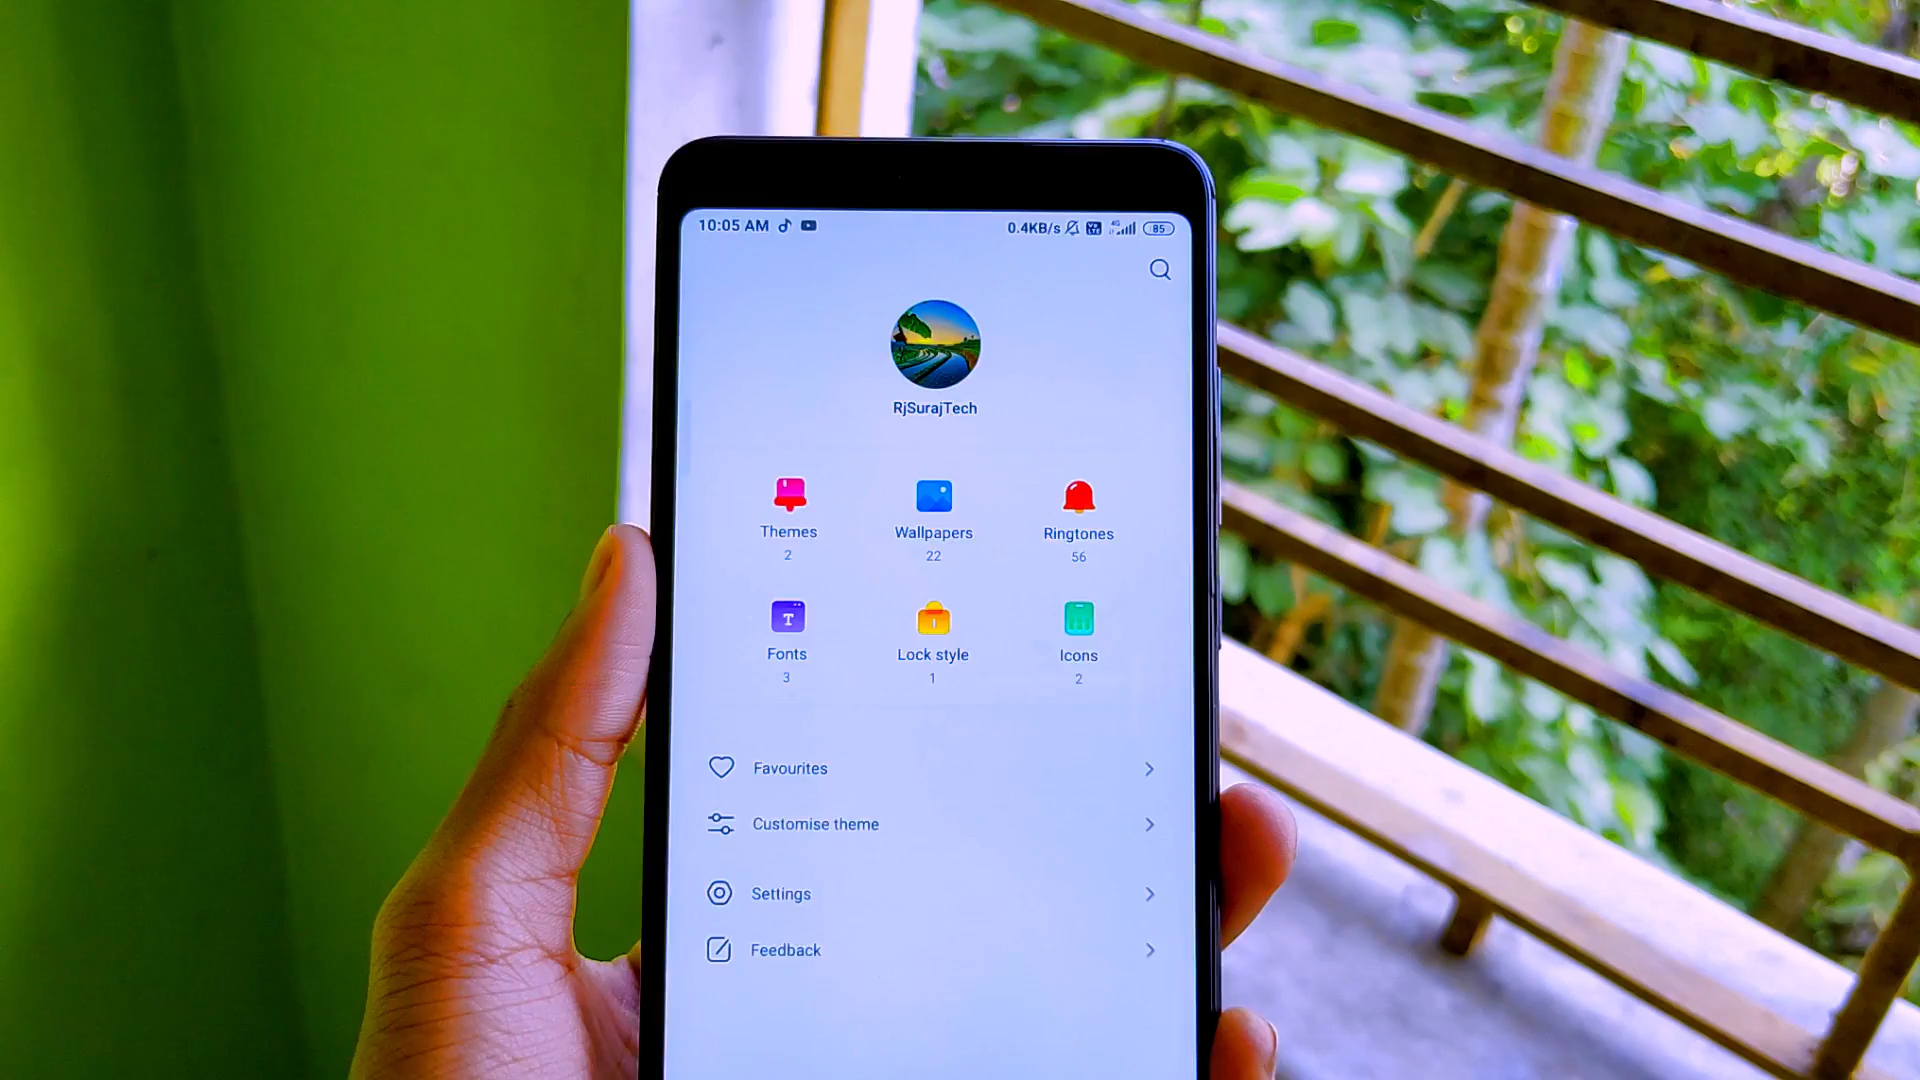 10:05 AM 0.4KB/s 4G 85
RjSurajTech
Themes Wallpapers Ringtones
2 22 56
T
Fonts Lock style Icons
3 1 2
Favourites
Customise theme
Settings
Feedback